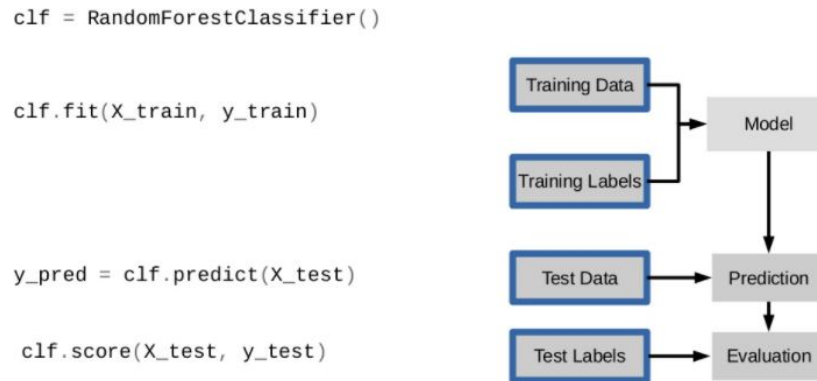 clf = RandomForestClassifier()
Training Data
clf.fit(X_train, y_train)
Model
Training Labels
y_pred = clf.predict(X_test)
Test Data
Prediction
clf.score(X_test, y_test)
Test Labels
Evaluation